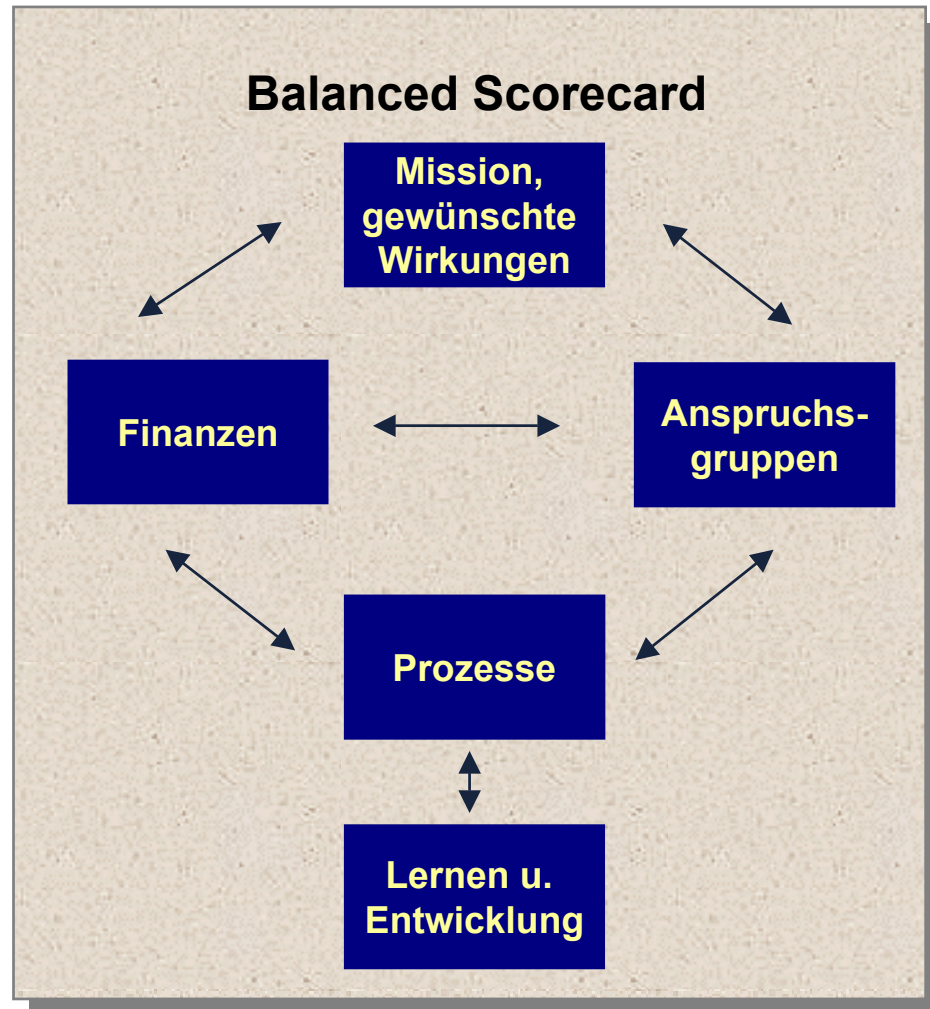 Balanced Scorecard
Mission,
gewünschte
Wirkungen
Finanzen
Anspruchs-
gruppen
Prozesse
Lernen u.
Entwicklung